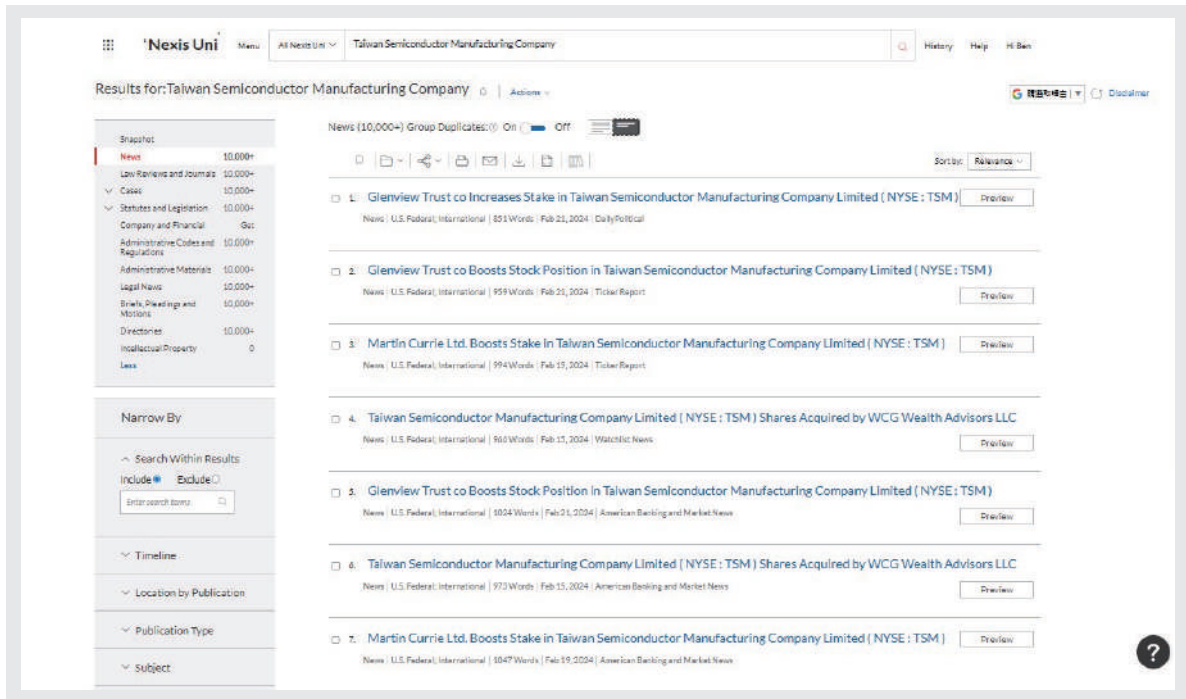 Nexis Uni Menu All Nexis Uni Taiwan Semiconductor Manufacturing Company History Help Hi Ben
Results for:Taiwan Semiconductor Manufacturing Company Actions
G Disclaimer
News (10,000+) Group Duplicates: On Off
Sort by: Relevance
Snapshot
News 10,000+
Law Reviews and Journals 10,000+
Cases 10,000+
Statutes and Legislation 10,000+
Company and Financial Get
Administrative Codes and 10,000+
Regulations
Administrative Materials 10,000+
Legal News 10,000+
Briefs, Pleadings and 10,000+
Motions
Directories 10,000+
Intellectual Property 0
Less
Narrow By
Search Within Results
Include Exclude
Enter search terms
Timeline
Location by Publication
Publication Type
Subject
1. Glenview Trust co Increases Stake in Taiwan Semiconductor Manufacturing Company Limited ( NYSE : TSM ) Preview
News | U.S. Federal; International | 851 Words | Feb 21, 2024 | DailyPolitical
2. Glenview Trust co Boosts Stock Position in Taiwan Semiconductor Manufacturing Company Limited ( NYSE : TSM )
News | U.S. Federal; International | 959 Words | Feb 21, 2024 | Ticker Report
Preview
3. Martin Currie Ltd. Boosts Stake in Taiwan Semiconductor Manufacturing Company Limited ( NYSE : TSM ) Preview
News | U.S. Federal; International | 994 Words | Feb 19, 2024 | Ticker Report
4. Taiwan Semiconductor Manufacturing Company Limited ( NYSE : TSM ) Shares Acquired by WCG Wealth Advisors LLC
News | U.S. Federal; International | 960 Words | Feb 15, 2024 | Watchlist News
Preview
5. Glenview Trust co Boosts Stock Position in Taiwan Semiconductor Manufacturing Company Limited ( NYSE : TSM )
News | U.S. Federal; International | 1024 Words | Feb 21, 2024 | American Banking and Market News
Preview
6. Taiwan Semiconductor Manufacturing Company Limited ( NYSE : TSM ) Shares Acquired by WCG Wealth Advisors LLC
News | U.S. Federal; International | 973 Words | Feb 15, 2024 | American Banking and Market News
Preview
7. Martin Currie Ltd. Boosts Stake in Taiwan Semiconductor Manufacturing Company Limited ( NYSE : TSM ) Preview
News | U.S. Federal; International | 1047 Words | Feb 19, 2024 | American Banking and Market News
?